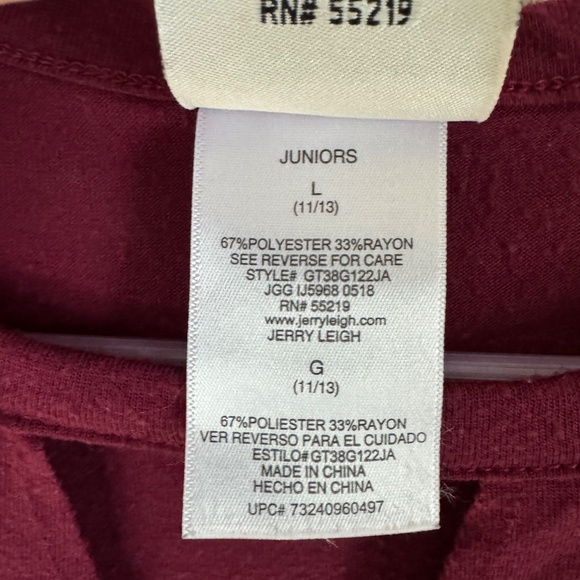 RN# 55219
JUNIORS
L
(11/13)
67%POLYESTER 33%RAYON
SEE REVERSE FOR CARE
STYLE# GT38G122JA
JGG IJ5968 0518
RN# 55219
www.jerryleigh.com
JERRY LEIGH
G
(11/13)
67%POLIESTER 33%RAYON
VER REVERSO PARA EL CUIDADO
ESTILO#GT38G122JA
MADE IN CHINA
HECHO EN CHINA
UPC# 73240960497